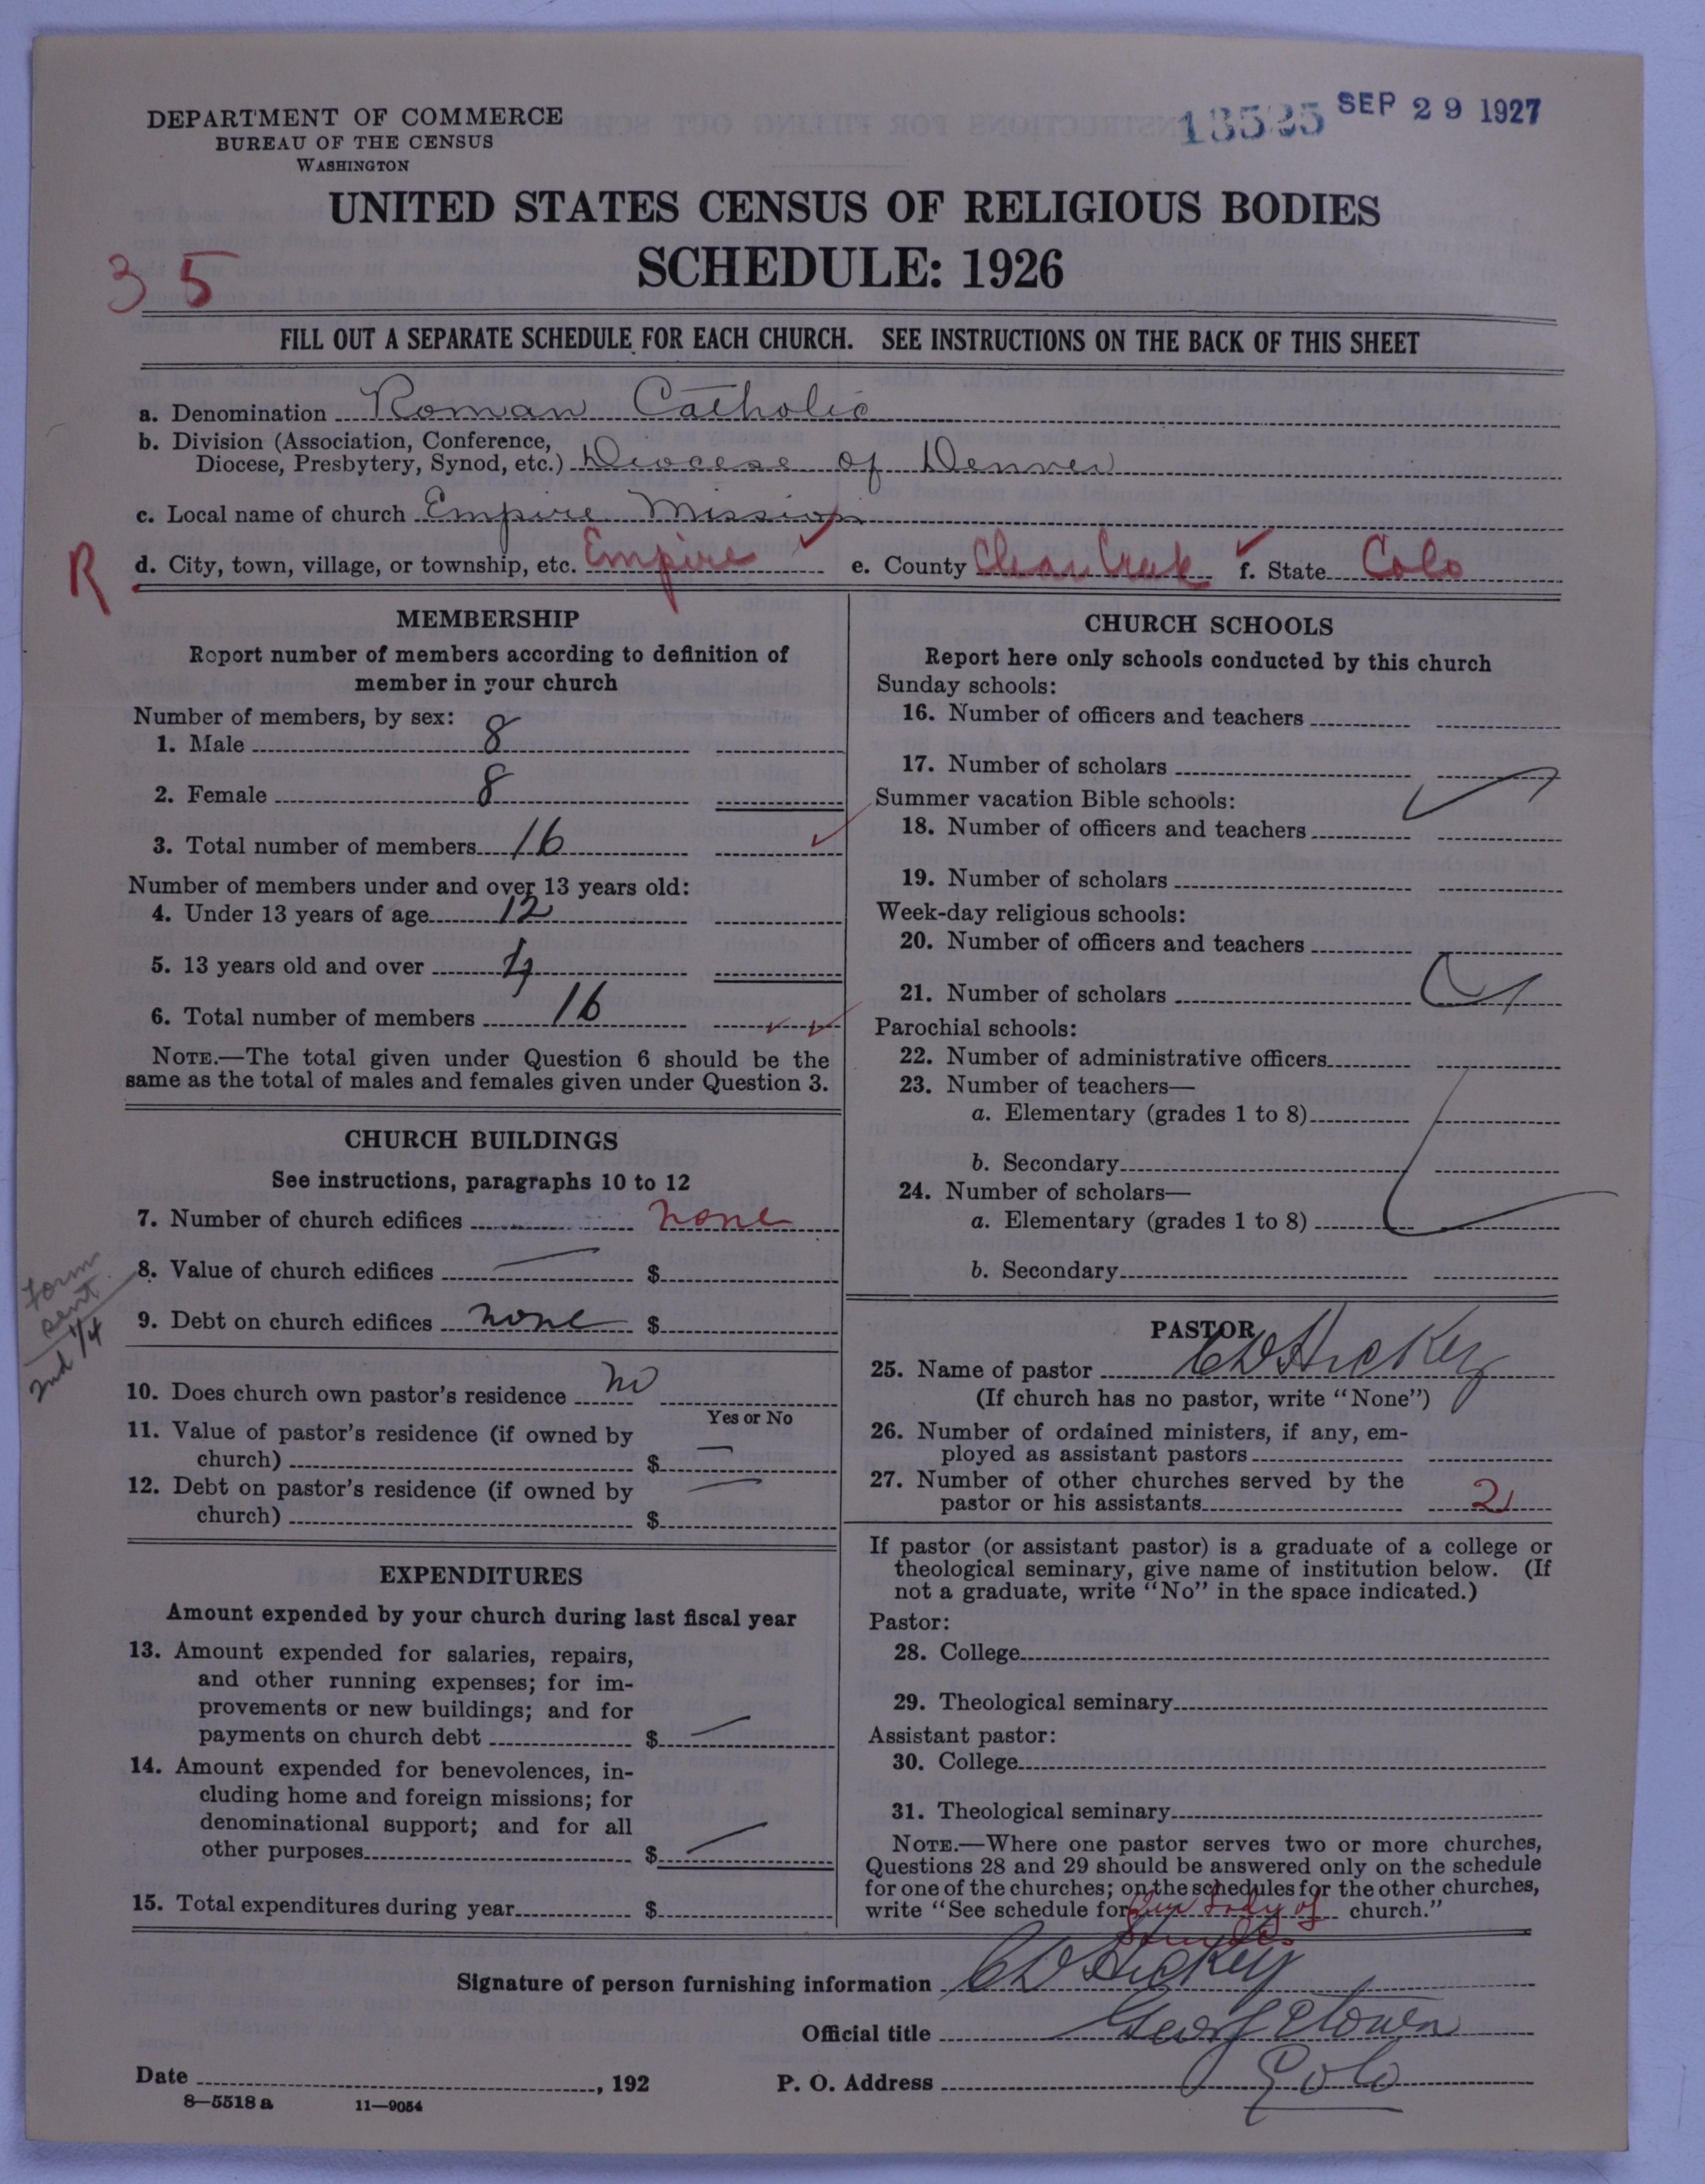 DEPARTMENT OF COMMERCE
BUREAU OF THE CENSUS
WASHINGTON
13525 SEP 29 1927
UNITED STATES CENSUS OF RELIGIOUS BODIES
SCHEDULE: 1926
35
FILL OUT A SEPARATE SCHEDULE FOR EACH CHURCH. SEE INSTRUCTIONS ON THE BACK OF THIS SHEET
a. Denomination Roman Catholic
b. Division (Association, Conference,
Diocese, Presbytery, Synod, etc.) Diocese of Denver
c. Local name of church Empire Mission
R d. City, town, village, or township, etc. Empire e. County Clear Creek f. State Colo
MEMBERSHIP
Report number of members according to definition of
member in your church
Number of members, by sex:
1. Male 8
2. Female 8
3. Total number of members 16
Number of members under and over 13 years old:
4. Under 13 years of age 12
5. 13 years old and over 4
6. Total number of members 16
NOTE.—The total given under Question 6 should be the
same as the total of males and females given under Question 3.
CHURCH BUILDINGS
See instructions, paragraphs 10 to 12
7. Number of church edifices none
8. Value of church edifices — $
9. Debt on church edifices none $
Form
sent
2nd 1/4
10. Does church own pastor's residence no
Yes or No
11. Value of pastor's residence (if owned by
church) $ —
12. Debt on pastor's residence (if owned by
church) $ —
EXPENDITURES
Amount expended by your church during last fiscal year
13. Amount expended for salaries, repairs,
and other running expenses; for im-
provements or new buildings; and for
payments on church debt $ —
14. Amount expended for benevolences, in-
cluding home and foreign missions; for
denominational support; and for all
other purposes $ —
15. Total expenditures during year $
CHURCH SCHOOLS
Report here only schools conducted by this church
Sunday schools:
16. Number of officers and teachers
17. Number of scholars
Summer vacation Bible schools:
18. Number of officers and teachers
19. Number of scholars
Week-day religious schools:
20. Number of officers and teachers
21. Number of scholars
Parochial schools:
22. Number of administrative officers
23. Number of teachers—
a. Elementary (grades 1 to 8)
b. Secondary
24. Number of scholars—
a. Elementary (grades 1 to 8)
b. Secondary
PASTOR
25. Name of pastor CD Hickey
(If church has no pastor, write "None")
26. Number of ordained ministers, if any, em-
ployed as assistant pastors
27. Number of other churches served by the
pastor or his assistants 2
If pastor (or assistant pastor) is a graduate of a college or
theological seminary, give name of institution below. (If
not a graduate, write "No" in the space indicated.)
Pastor:
28. College
29. Theological seminary
Assistant pastor:
30. College
31. Theological seminary
NOTE.—Where one pastor serves two or more churches,
Questions 28 and 29 should be answered only on the schedule
for one of the churches; on the schedules for the other churches,
write "See schedule for Our Lady of church."
Signature of person furnishing information CD Hickey
Official title Georgetown
Date , 192 P. O. Address Colo
8—5518 a 11—9054